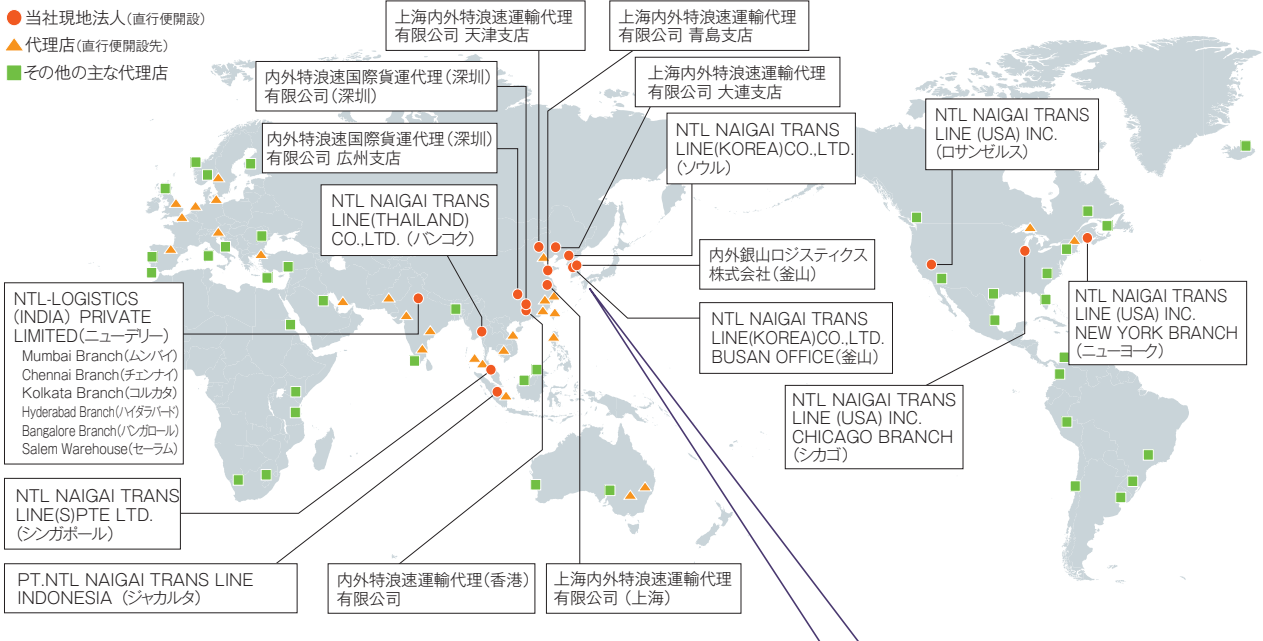 当社現地法人(直行便開設)
代理店(直行便開設先)
その他の主な代理店
上海内外特浪速運輸代理
有限公司 天津支店
上海内外特浪速運輸代理
有限公司 青島支店
内外特浪速国際貨運代理(深圳)
有限公司(深圳)
上海内外特浪速運輸代理
有限公司 大連支店
内外特浪速国際貨運代理(深圳)
有限公司 広州支店
NTL NAIGAI TRANS
LINE(KOREA)CO.,LTD.
(ソウル)
NTL NAIGAI TRANS
LINE (USA) INC.
(ロサンゼルス)
NTL NAIGAI TRANS
LINE(THAILAND)
CO.,LTD. (バンコク)
内外銀山ロジスティクス
株式会社(釜山)
NTL-LOGISTICS
(INDIA) PRIVATE
LIMITED(ニューデリー)
Mumbai Branch(ムンバイ)
Chennai Branch(チェンナイ)
Kolkata Branch(コルカタ)
Hyderabad Branch(ハイダラバード)
Bangalore Branch(バンガロール)
Salem Warehouse(セーラム)
NTL NAIGAI TRANS
LINE(KOREA)CO.,LTD.
BUSAN OFFICE(釜山)
NTL NAIGAI TRANS
LINE (USA) INC.
NEW YORK BRANCH
(ニューヨーク)
NTL NAIGAI TRANS
LINE (USA) INC.
CHICAGO BRANCH
(シカゴ)
NTL NAIGAI TRANS
LINE(S)PTE LTD.
(シンガポール)
PT.NTL NAIGAI TRANS LINE
INDONESIA (ジャカルタ)
内外特浪速運輸代理(香港)
有限公司
上海内外特浪速運輸代理
有限公司 (上海)